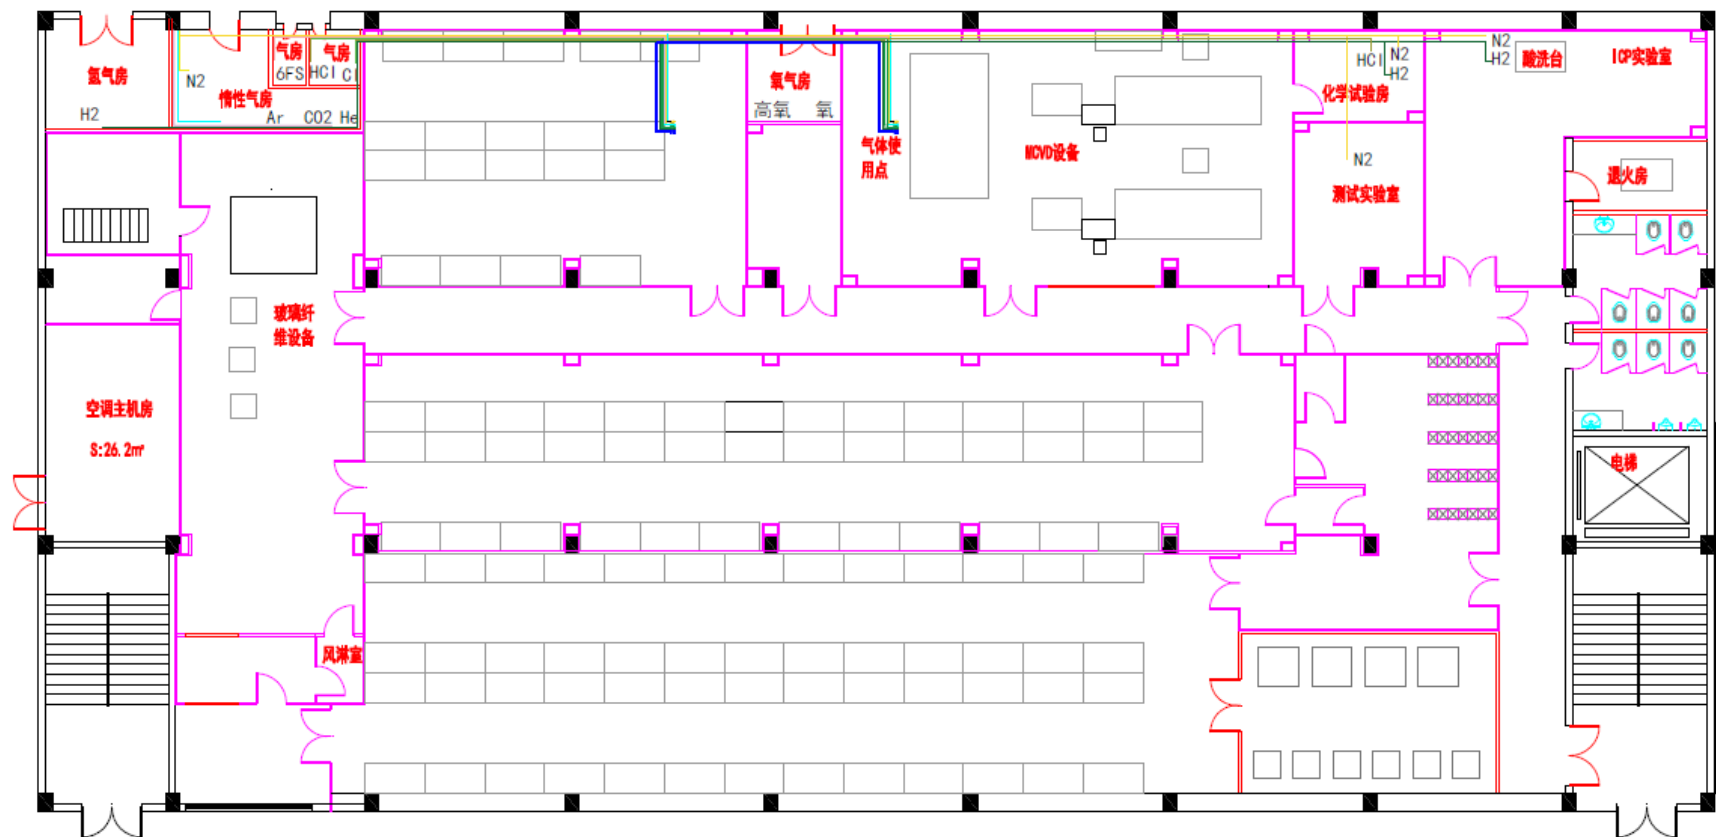 氢气房
H2
N2
惰性气房
Ar CO2 He
气房
6FS
气房
HCl Cl
氧气房
高氧 氧
气体使
用点
MCVD设备
HCl
N2
H2
化学试验房
N2
测试实验室
N2
H2
酸洗台
ICP实验室
退火房
玻璃纤
维设备
空调主机房
S:26.2㎡
电梯
风淋室